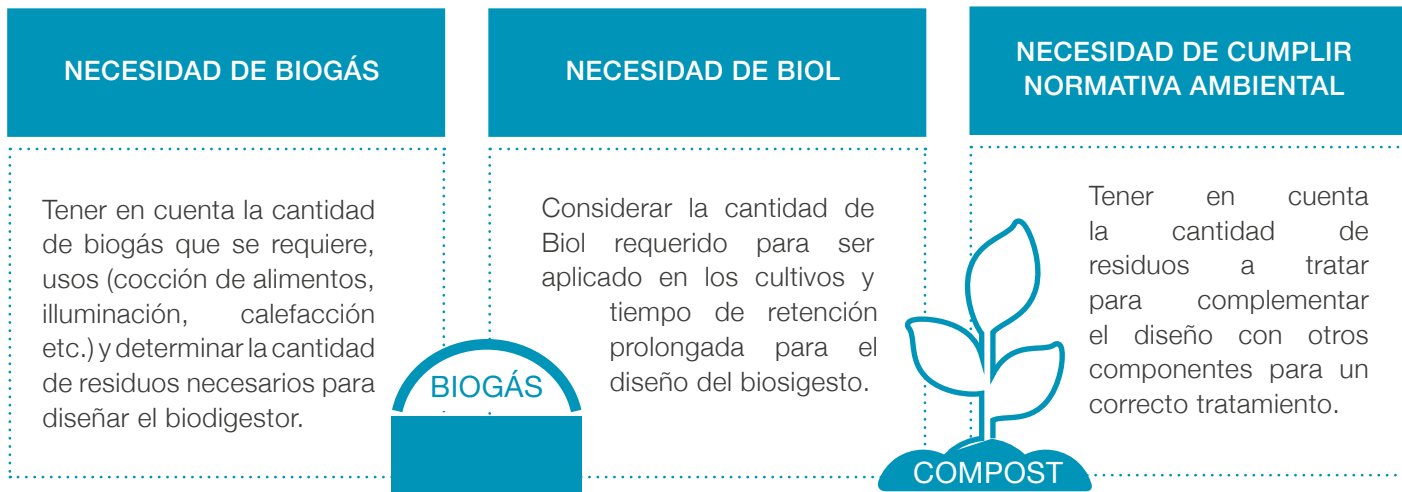 NECESIDAD DE BIOGÁS
Tener en cuenta la cantidad
de biogás que se requiere,
usos (cocción de alimentos,
illuminación, calefacción
etc.) y determinar la cantidad
de residuos necesarios para
diseñar el biodigestor.
BIOGÁS
NECESIDAD DE BIOL
Considerar la cantidad de
Biol requerido para ser
aplicado en los cultivos y
tiempo de retención
prolongada para el
diseño del biosigesto.
NECESIDAD DE CUMPLIR
NORMATIVA AMBIENTAL
Tener en cuenta
la cantidad de
residuos a tratar
para complementar
el diseño con otros
componentes para un
correcto tratamiento.
COMPOST